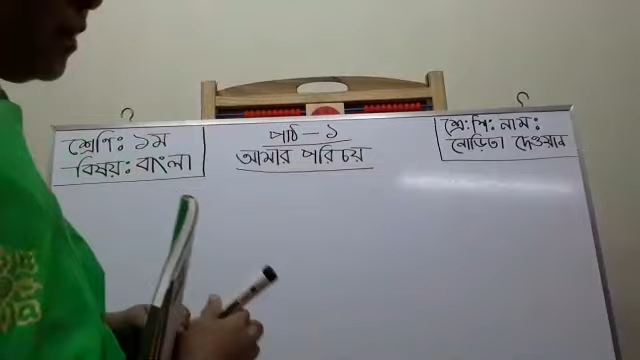 শ্রেণি: ১ম
বিষয়: বাংলা
পাঠ - ১
আমার পরিচয়
শ্রে: শি: নাম:
নোড়িতা দেওয়ান